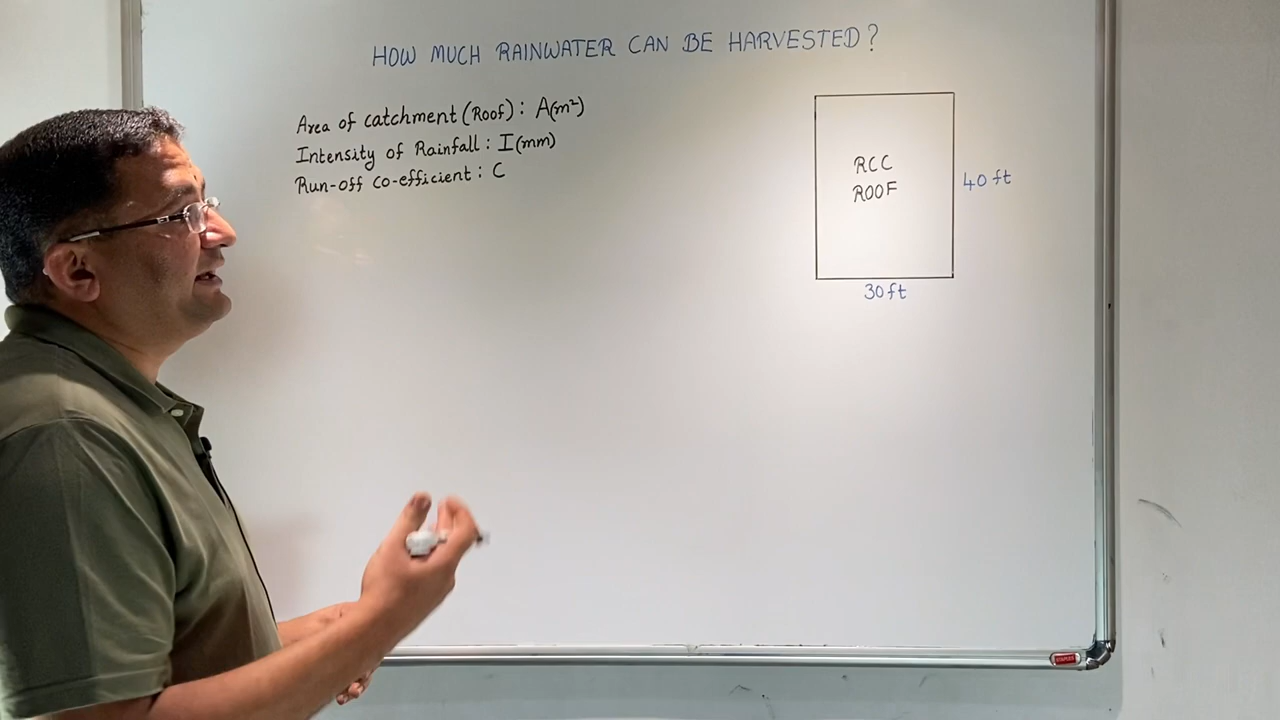 HOW MUCH RAINWATER CAN BE HARVESTED?
Area of catchment (Roof) : A(m²)
Intensity of Rainfall : I(mm)
Run-off co-efficient : C
RCC
ROOF
40 ft
30 ft